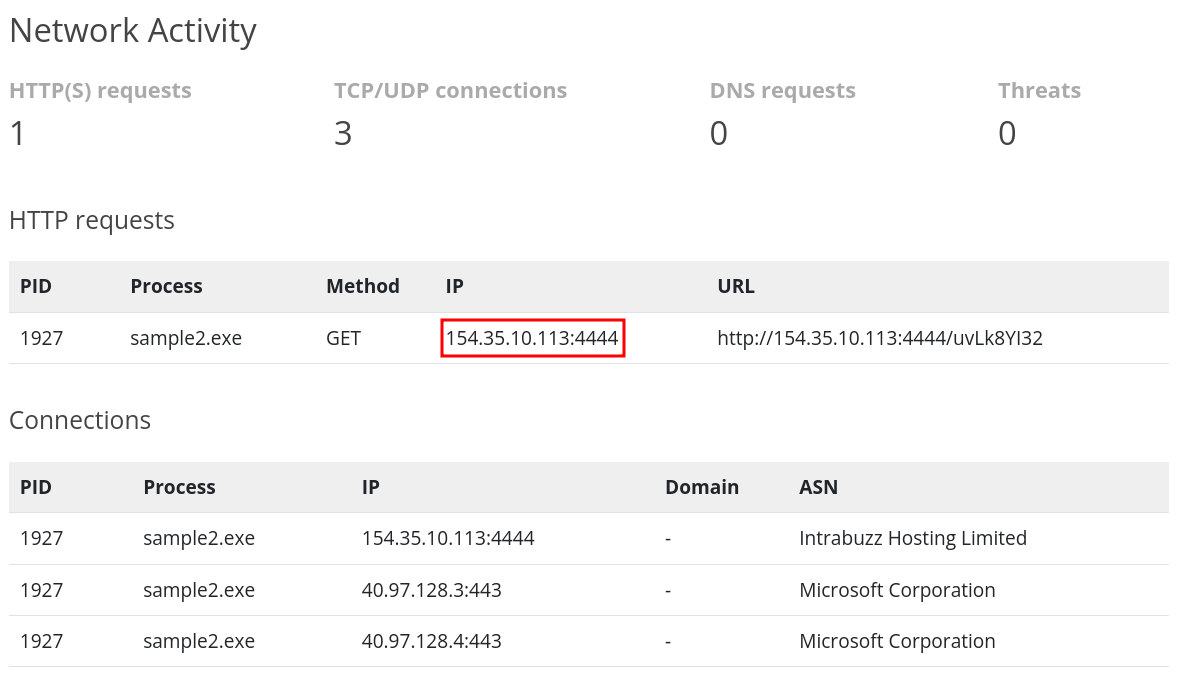 Network Activity
HTTP(S) requests TCP/UDP connections DNS requests Threats
1 3 0 0
HTTP requests
PID Process Method IP URL
1927 sample2.exe GET 154.35.10.113:4444 http://154.35.10.113:4444/uvLk8YI32
Connections
PID Process IP Domain ASN
1927 sample2.exe 154.35.10.113:4444 - Intrabuzz Hosting Limited
1927 sample2.exe 40.97.128.3:443 - Microsoft Corporation
1927 sample2.exe 40.97.128.4:443 - Microsoft Corporation